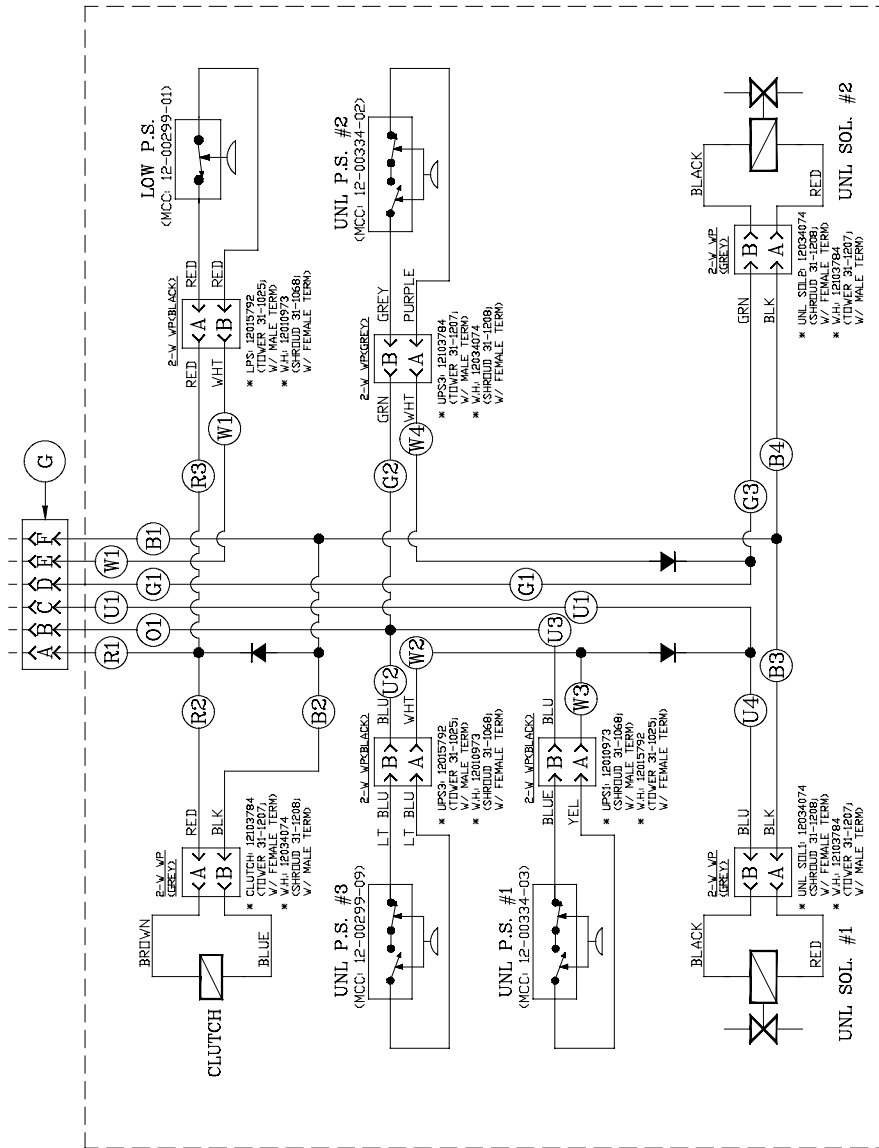 A
B
C
D
E
F
G
R1
O1
U1
G1
W1
B1
LOW P.S.
(MCC: 12-00299-01)
RED
RED
2-W WP(BLACK)
A
B
RED
WHT
* LPS: 12015792
(TOWER 31-1025;
W/ MALE TERM)
* W.H.: 12010973
(SHROUD 31-1068;
W/ FEMALE TERM)
R3
W1
UNL P.S. #2
(MCC: 12-00334-02)
GREY
PURPLE
2-W WP(GREY)
B
A
GRN
WHT
* UPS3: 12103784
(TOWER 31-1207;
W/ MALE TERM)
* W.H.: 12034074
(SHROUD 31-1208;
W/ FEMALE TERM)
G2
W4
UNL SOL. #2
BLACK
RED
2-W WP
(GREY)
B
A
GRN
BLK
* UNL SOL2: 12034074
(SHROUD 31-1208;
W/ FEMALE TERM)
* W.H.: 12103784
(TOWER 31-1207;
W/ MALE TERM)
G3
B4
G1
U1
CLUTCH
BROWN
BLUE
2-W WP
(GREY)
A
B
RED
BLK
* CLUTCH: 12103784
(TOWER 31-1207;
W/ FEMALE TERM)
* W.H.: 12034074
(SHROUD 31-1208;
W/ MALE TERM)
R2
B2
UNL P.S. #3
(MCC: 12-00299-09)
LT BLU
LT BLU
2-W WP(BLACK)
B
A
BLU
WHT
* UPS3: 12015792
(TOWER 31-1025;
W/ MALE TERM)
* W.H.: 12010973
(SHROUD 31-1068;
W/ FEMALE TERM)
U2
W2
UNL P.S. #1
(MCC: 12-00334-03)
BLUE
YEL
2-W WP(BLACK)
B
A
BLU
* UPS1: 12010973
(SHROUD 31-1068;
W/ MALE TERM)
* W.H.: 12015792
(TOWER 31-1025;
W/ FEMALE TERM)
U3
W3
UNL SOL. #1
BLACK
RED
2-W WP
(GREY)
B
A
BLU
BLK
* UNL SOL1: 12034074
(SHROUD 31-1208;
W/ FEMALE TERM)
* W.H.: 12103784
(TOWER 31-1207;
W/ MALE TERM)
U4
B3